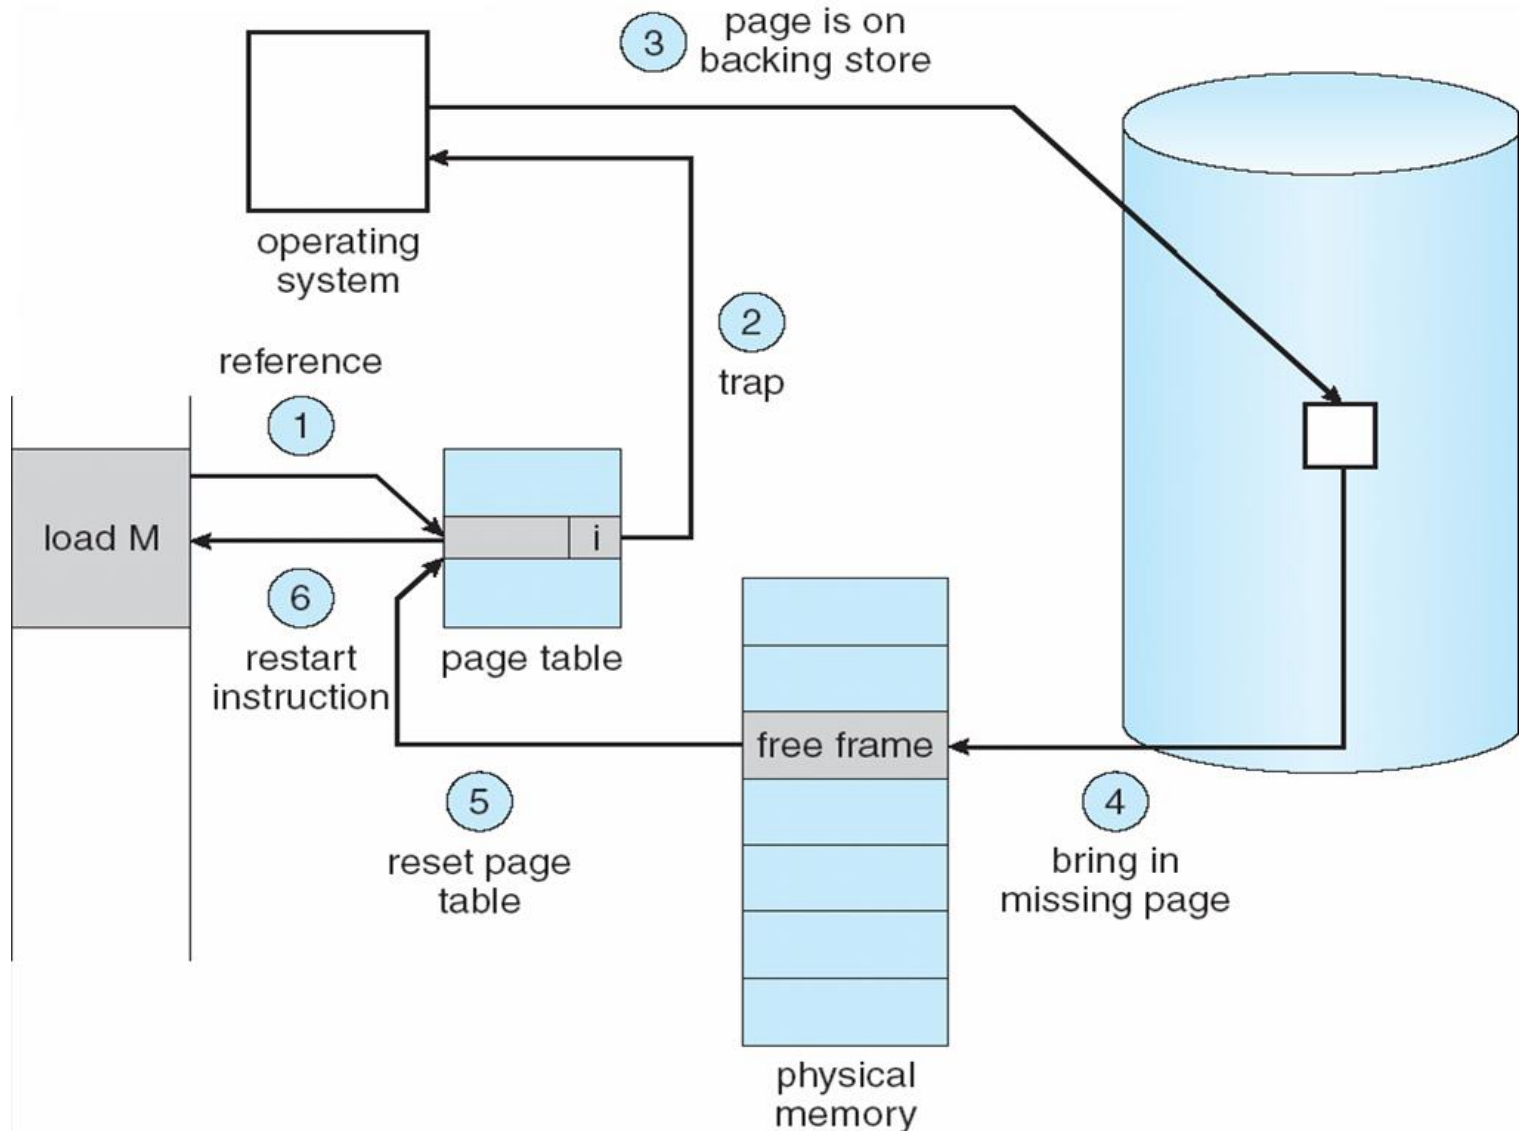 3
page is on
backing store
operating
system
2
trap
reference
1
load M
i
6
restart
instruction
page table
free frame
5
reset page
table
4
bring in
missing page
physical
memory